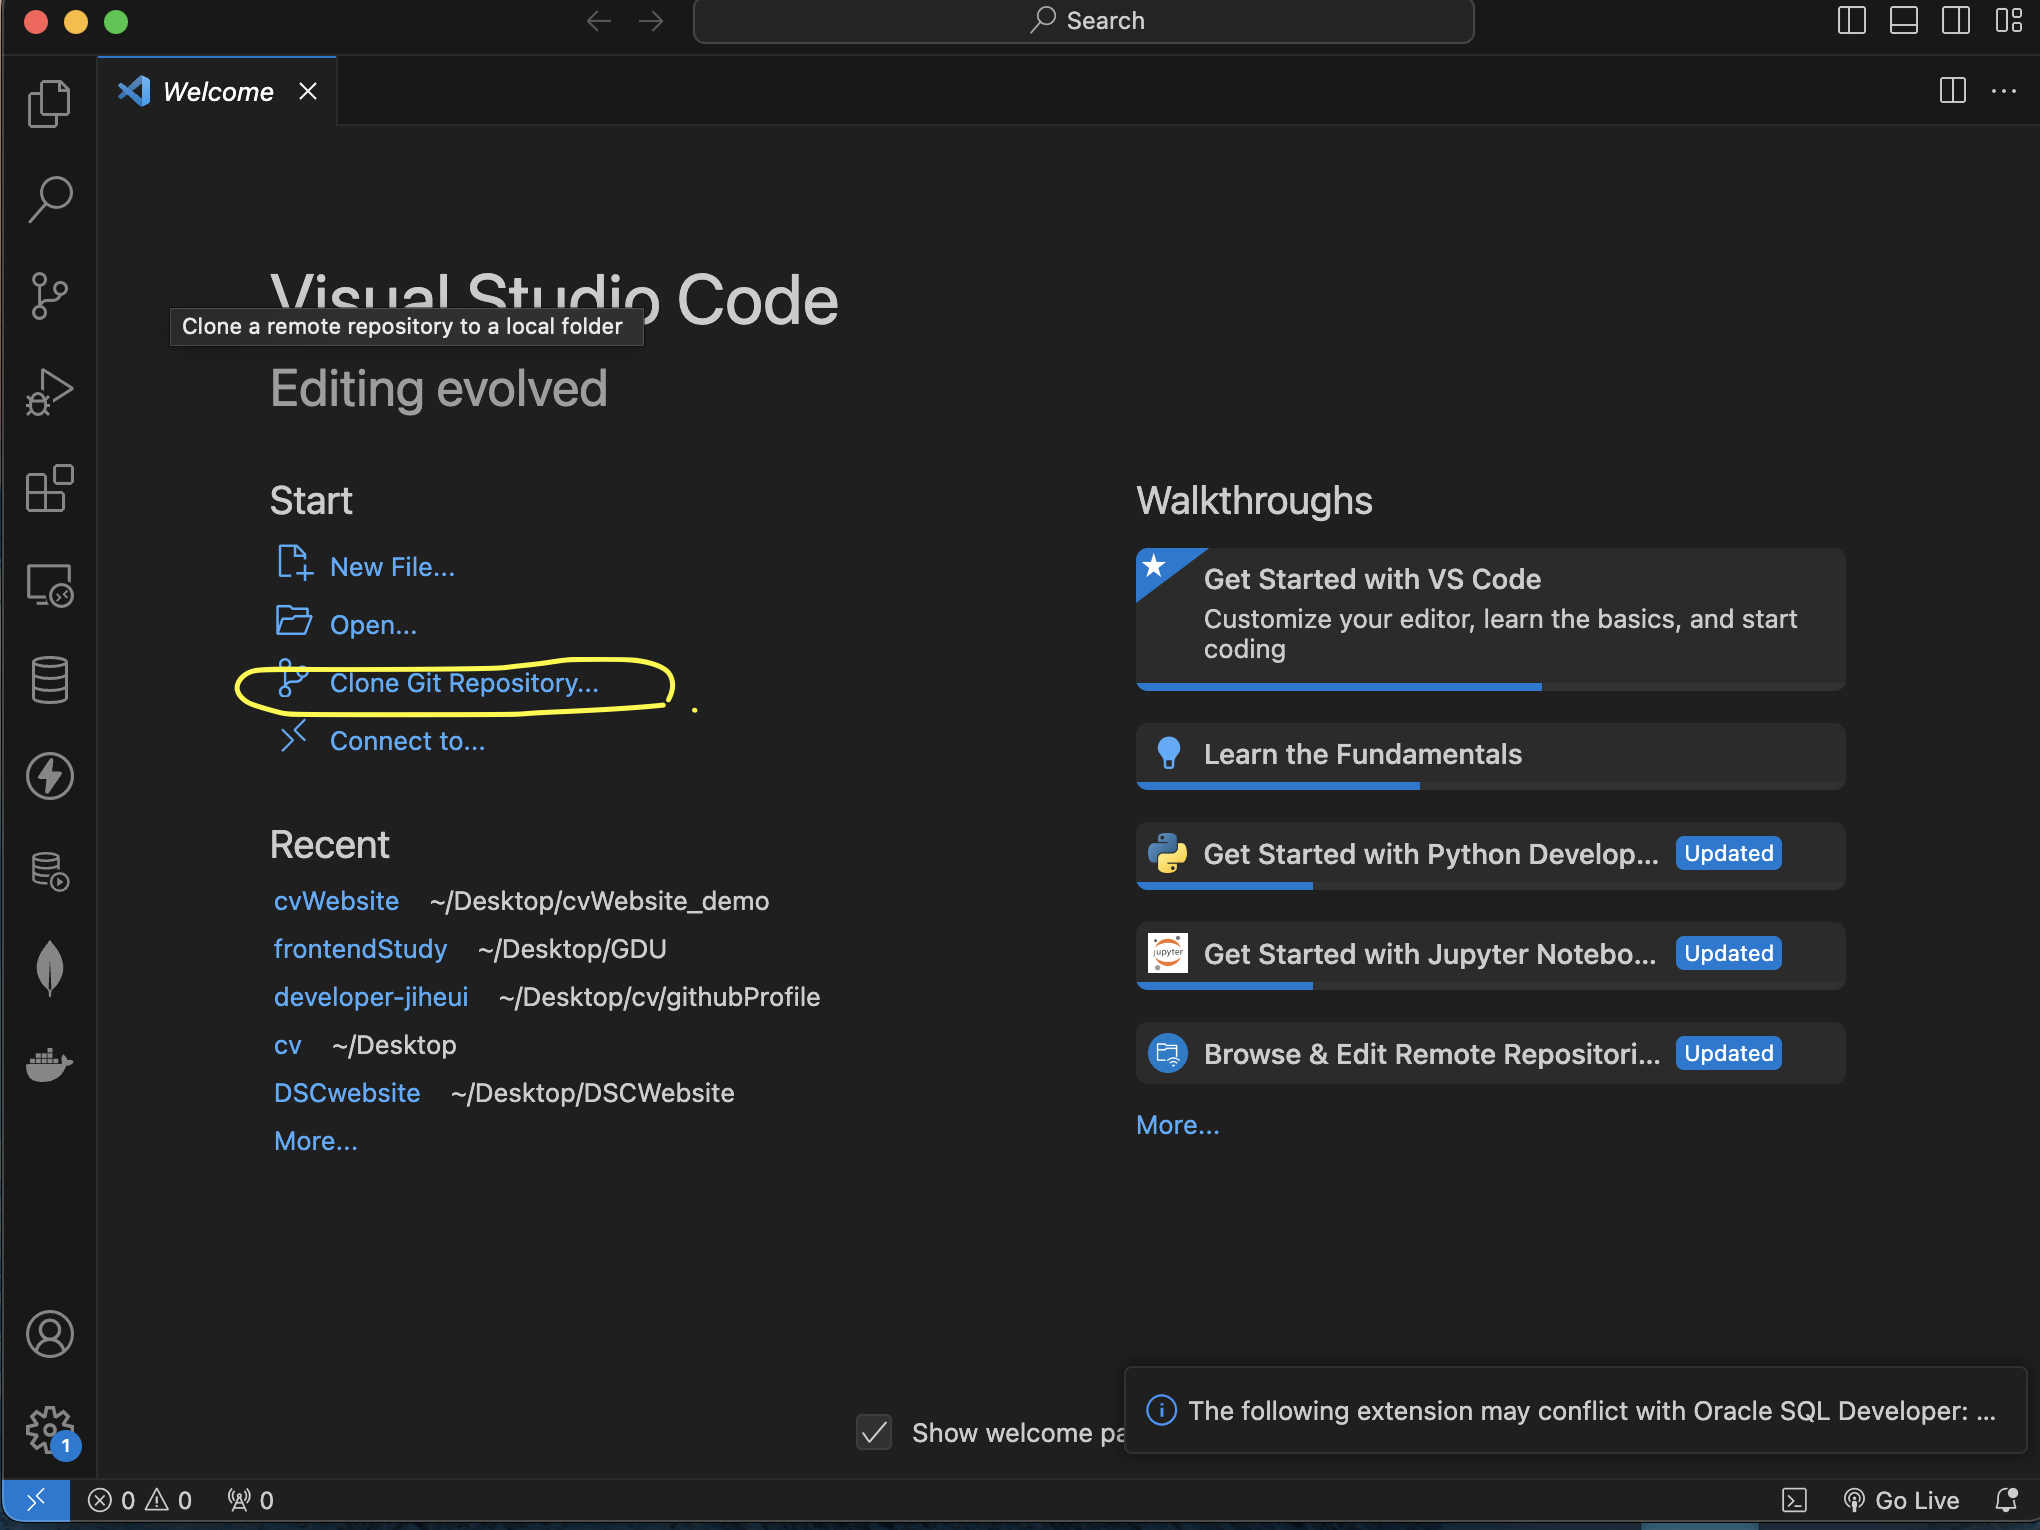 Search
Welcome
Visual Studio Code
Clone a remote repository to a local folder
Editing evolved
Start
New File...
Open...
Clone Git Repository...
Connect to...
Recent
cvWebsite ~/Desktop/cvWebsite_demo
frontendStudy ~/Desktop/GDU
developer-jiheui ~/Desktop/cv/githubProfile
cv ~/Desktop
DSCwebsite ~/Desktop/DSCWebsite
More...
Walkthroughs
Get Started with VS Code
Customize your editor, learn the basics, and start
coding
Learn the Fundamentals
Get Started with Python Develop... Updated
jupyter
Get Started with Jupyter Notebo... Updated
Browse & Edit Remote Repositori... Updated
More...
Show welcome pa
The following extension may conflict with Oracle SQL Developer: ...
1
0 0 0
Go Live